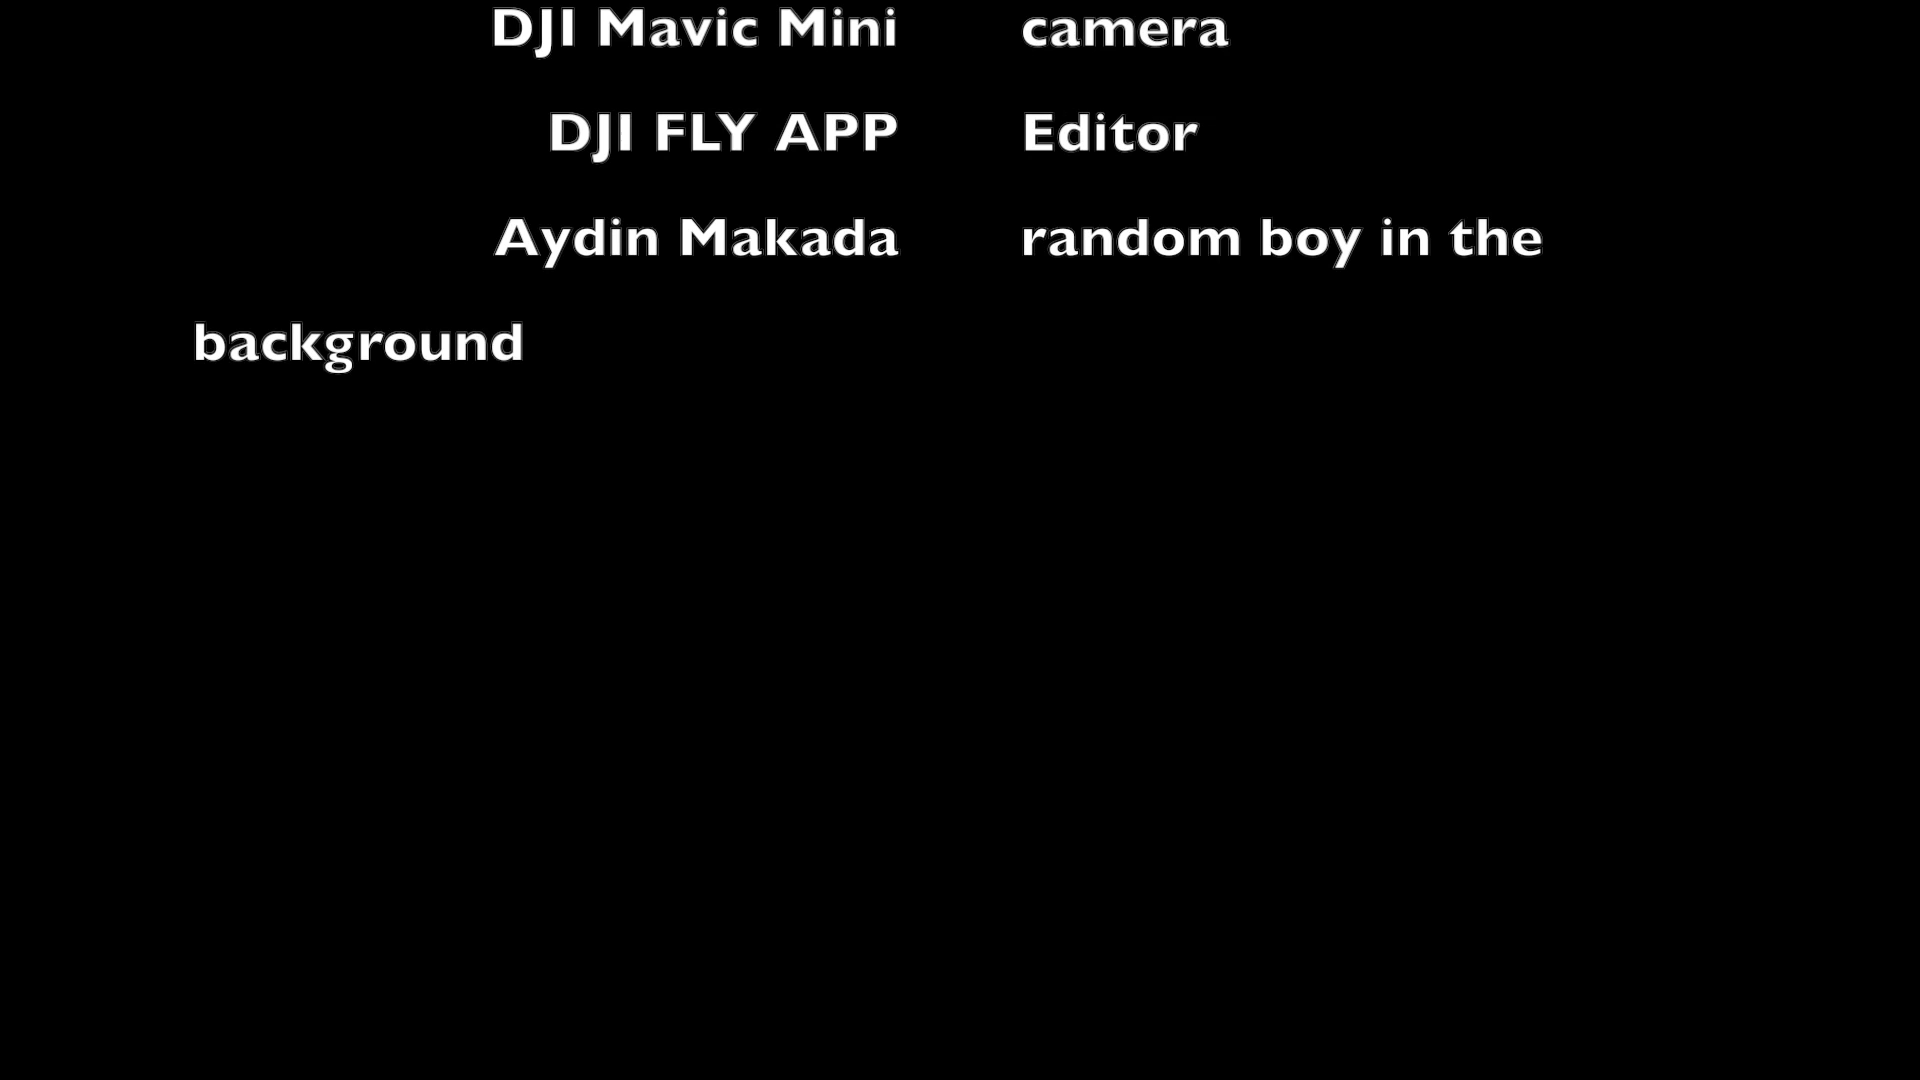 DJI Mavic Mini camera
DJI FLY APP Editor
Aydin Makada random boy in the
background